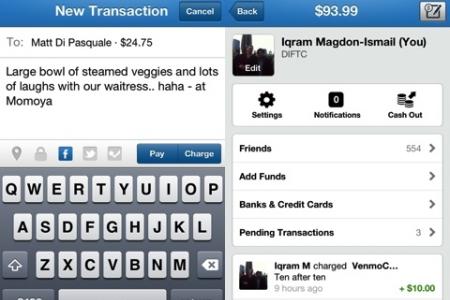 New Transaction
Cancel
To: Matt Di Pasquale · $24.75
Large bowl of steamed veggies and lots
of laughs with our waitress.. haha - at
Momoya
Pay
Charge
Q W E R T Y U I O P
A S D F G H J K L
Z X C V B N M
Back
$93.99
Iqram Magdon-Ismail (You)
DIFTC
Edit
Settings
0
Notifications
Cash Out
Friends 554
Add Funds
Banks & Credit Cards
Pending Transactions 3
Iqram M charged VenmoC...
Ten after ten
9 hours ago + $10.00